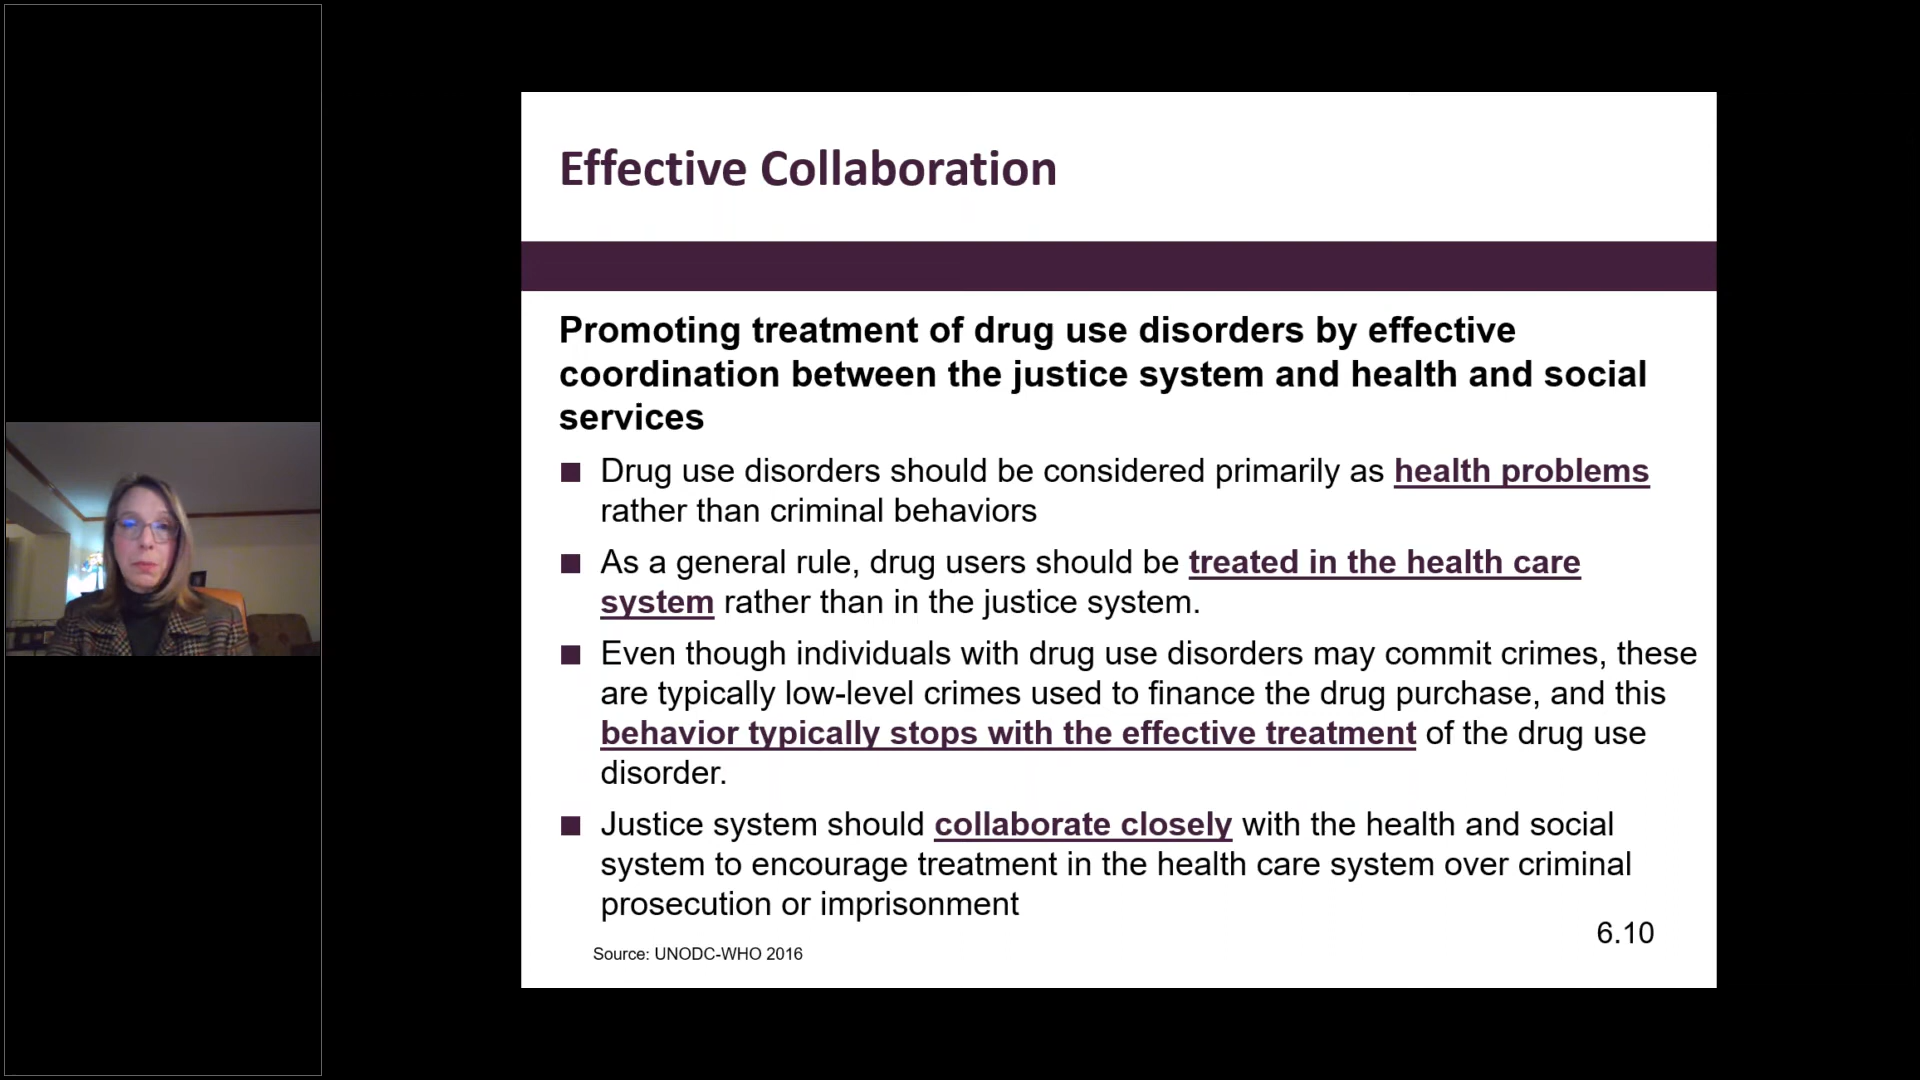 Effective Collaboration
Promoting treatment of drug use disorders by effective
coordination between the justice system and health and social
services
Drug use disorders should be considered primarily as health problems
rather than criminal behaviors
As a general rule, drug users should be treated in the health care
system rather than in the justice system.
Even though individuals with drug use disorders may commit crimes, these
are typically low-level crimes used to finance the drug purchase, and this
behavior typically stops with the effective treatment of the drug use
disorder.
Justice system should collaborate closely with the health and social
system to encourage treatment in the health care system over criminal
prosecution or imprisonment
6.10
Source: UNODC-WHO 2016